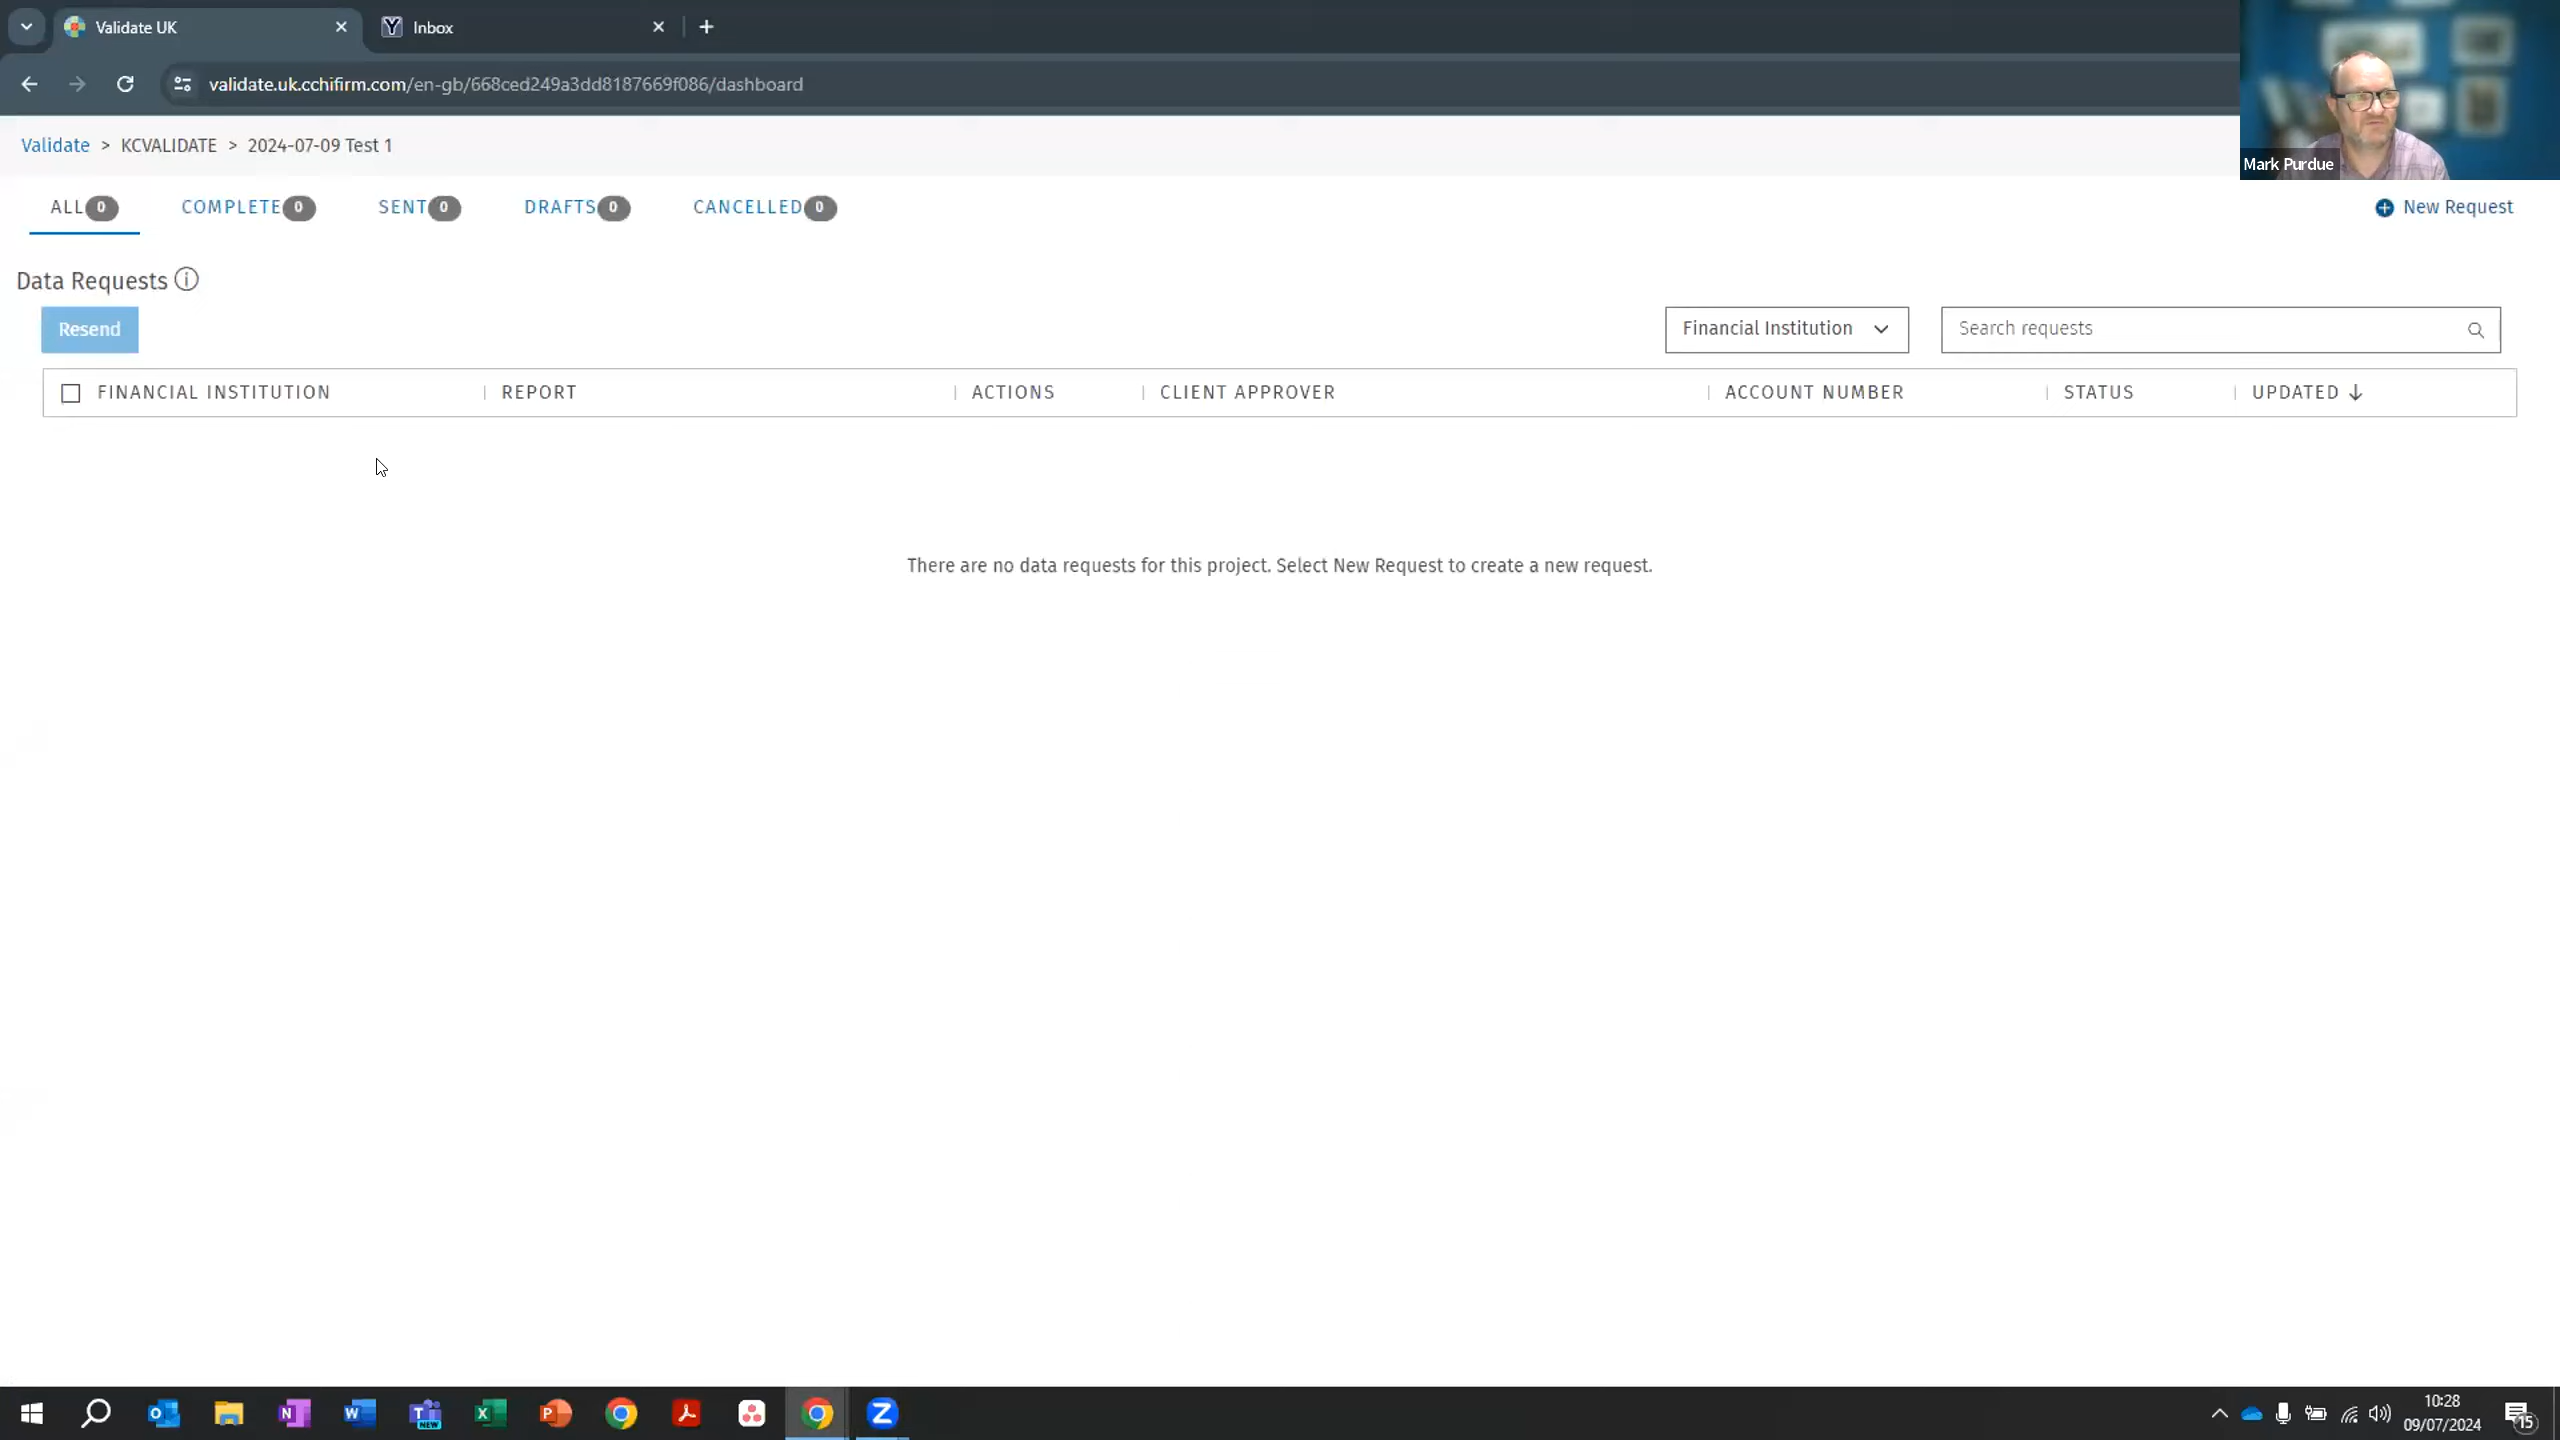 Validate UK
Inbox
validate.uk.cchifirm.com/en-gb/668ced249a3dd8187669f086/dashboard
Mark Purdue
Validate > KCVALIDATE > 2024-07-09 Test 1
ALL 0 COMPLETE 0 SENT 0 DRAFTS 0 CANCELLED 0 New Request
Data Requests
Resend Financial Institution Search requests
FINANCIAL INSTITUTION REPORT ACTIONS CLIENT APPROVER ACCOUNT NUMBER STATUS UPDATED
There are no data requests for this project. Select New Request to create a new request.
10:28
09/07/2024
15